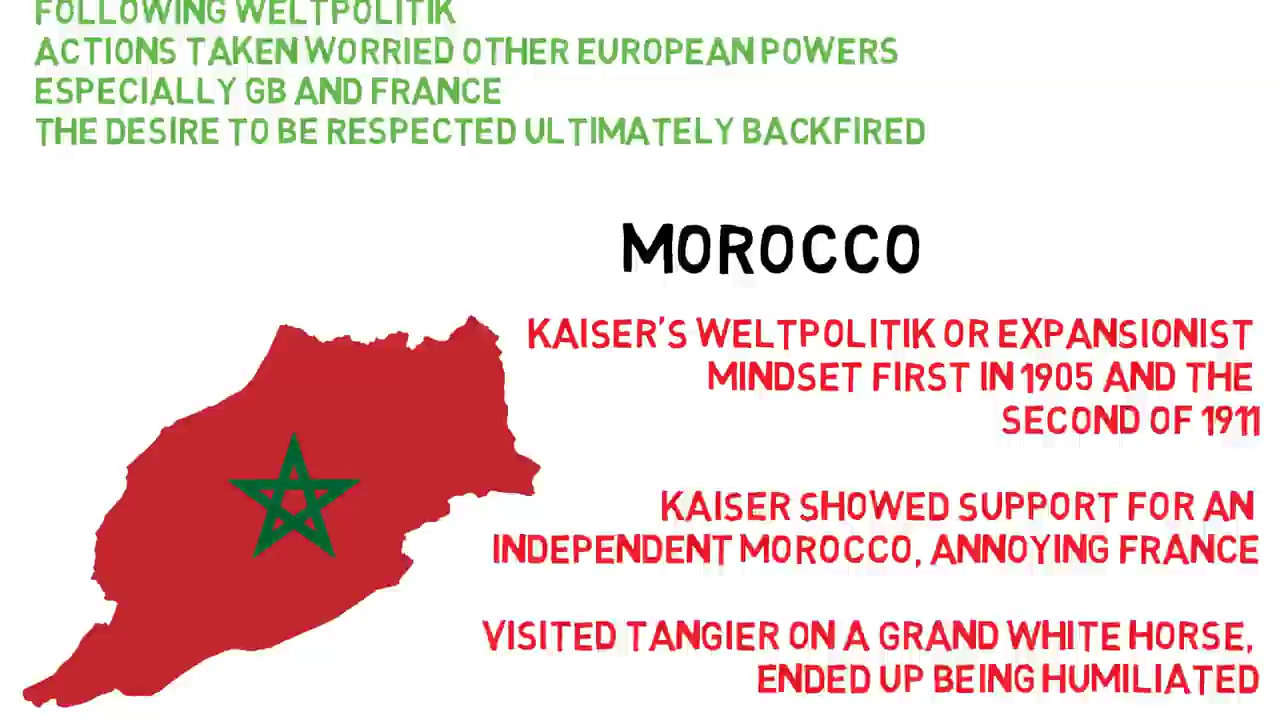 FOLLOWING WELTPOLITIK
ACTIONS TAKEN WORRIED OTHER EUROPEAN POWERS
ESPECIALLY GB AND FRANCE
THE DESIRE TO BE RESPECTED ULTIMATELY BACKFIRED
MOROCCO
KAISER'S WELTPOLITIK OR EXPANSIONIST
MINDSET FIRST IN 1905 AND THE
SECOND OF 1911
KAISER SHOWED SUPPORT FOR AN
INDEPENDENT MOROCCO, ANNOYING FRANCE
VISITED TANGIER ON A GRAND WHITE HORSE,
ENDED UP BEING HUMILIATED